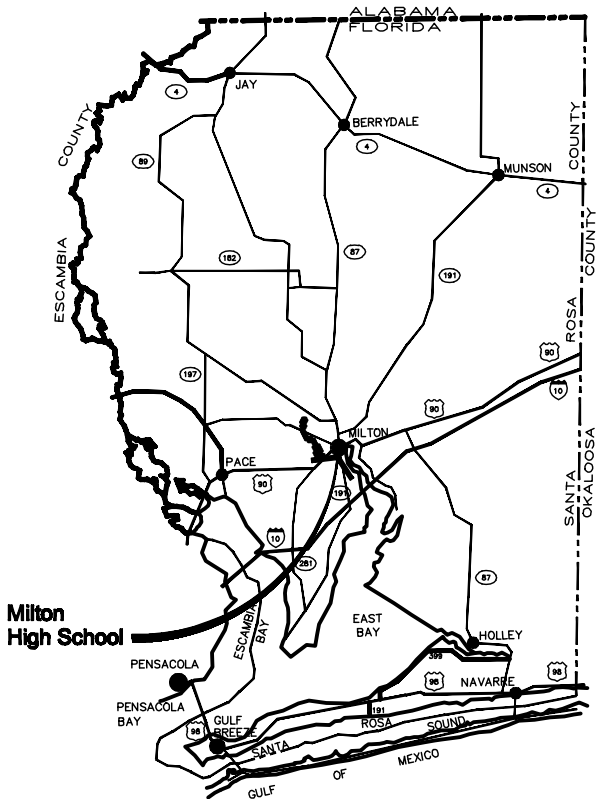 ALABAMA
FLORIDA
4
JAY
BERRYDALE
4
COUNTY
COUNTY
89
MUNSON
4
COUNTY
182
87
191
ESCAMBIA
ROSA
90
10
197
90
MILTON
PACE
90
191
SANTA
OKALOOSA
10
281
87
Milton
High School
ESCAMBIA
BAY
EAST
BAY
HOLLEY
399
PENSACOLA
98
NAVARRE
98
PENSACOLA
BAY
191
98
GULF
BREEZE
ROSA
SANTA
SOUND
GULF
OF
MEXICO